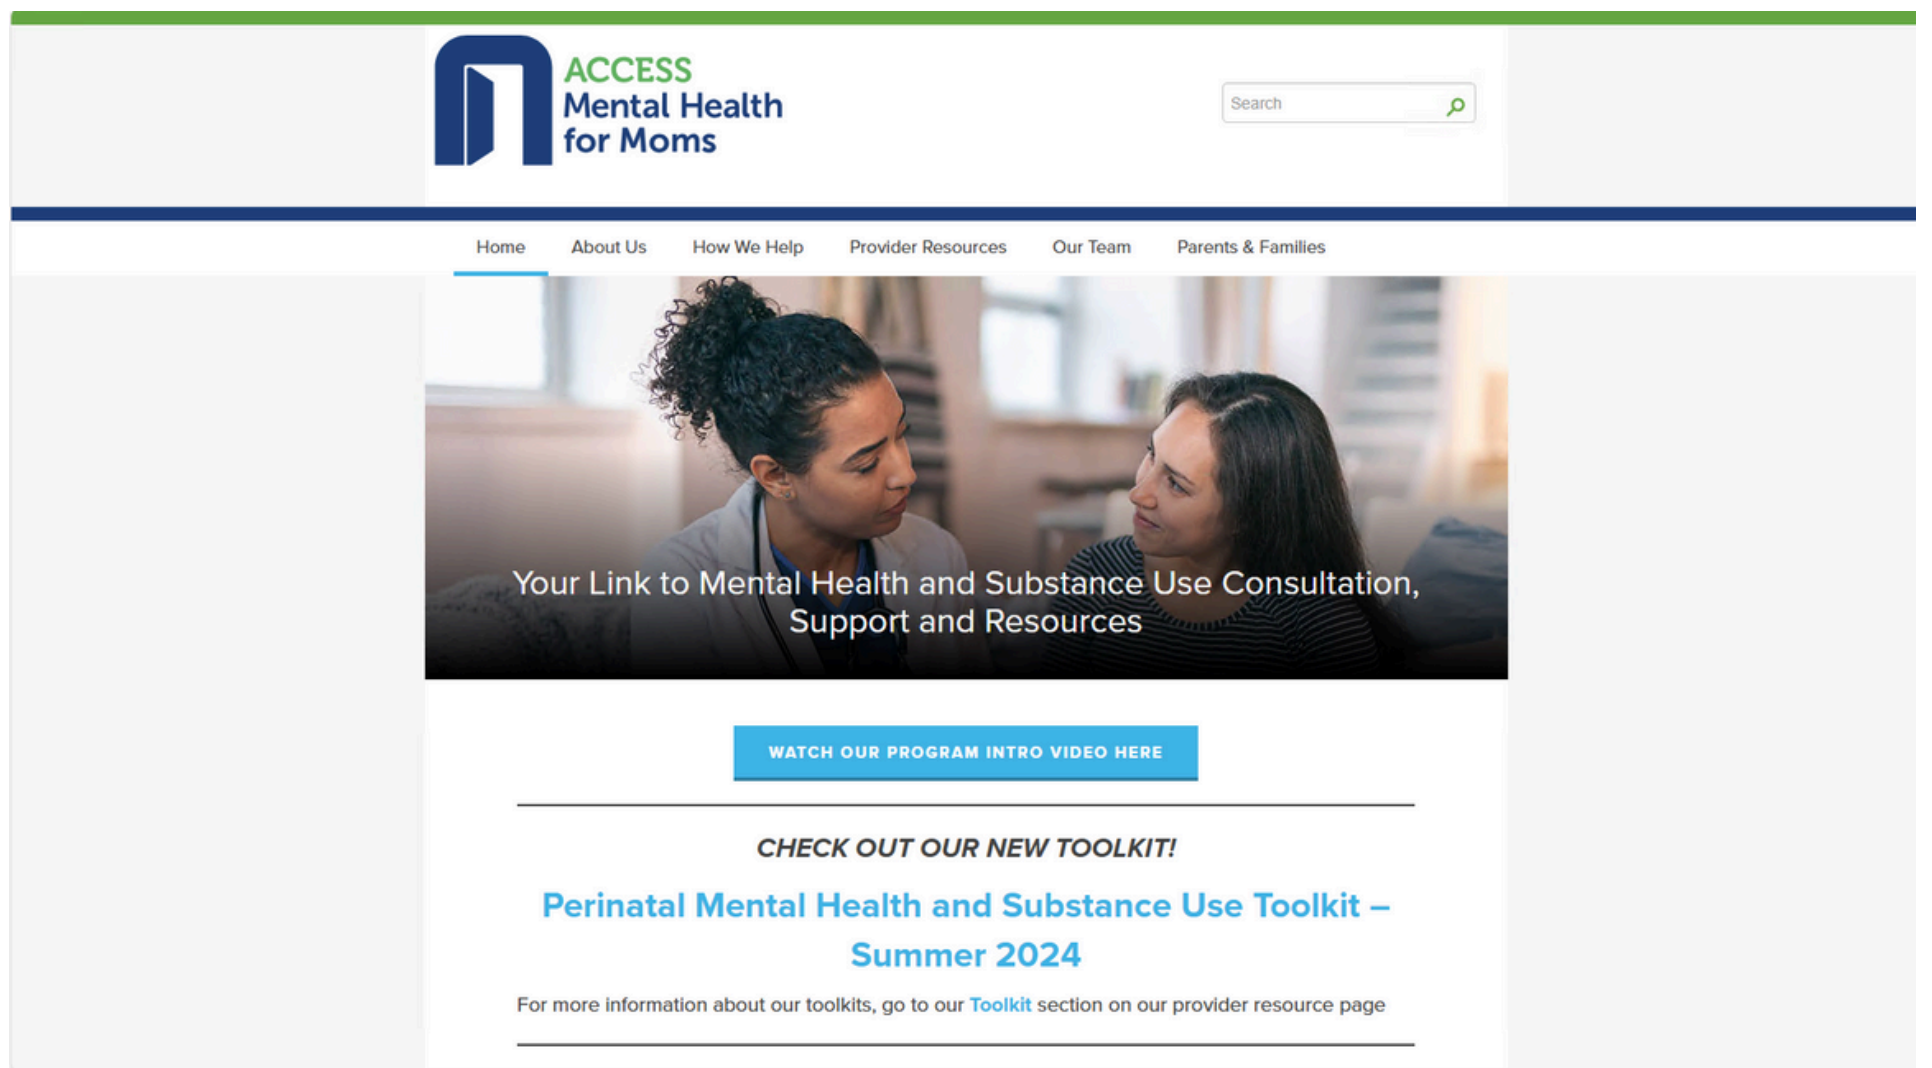 ACCESS
Mental Health
for Moms
Search
Home About Us How We Help Provider Resources Our Team Parents & Families
Your Link to Mental Health and Substance Use Consultation,
Support and Resources
WATCH OUR PROGRAM INTRO VIDEO HERE
CHECK OUT OUR NEW TOOLKIT!
Perinatal Mental Health and Substance Use Toolkit –
Summer 2024
For more information about our toolkits, go to our Toolkit section on our provider resource page